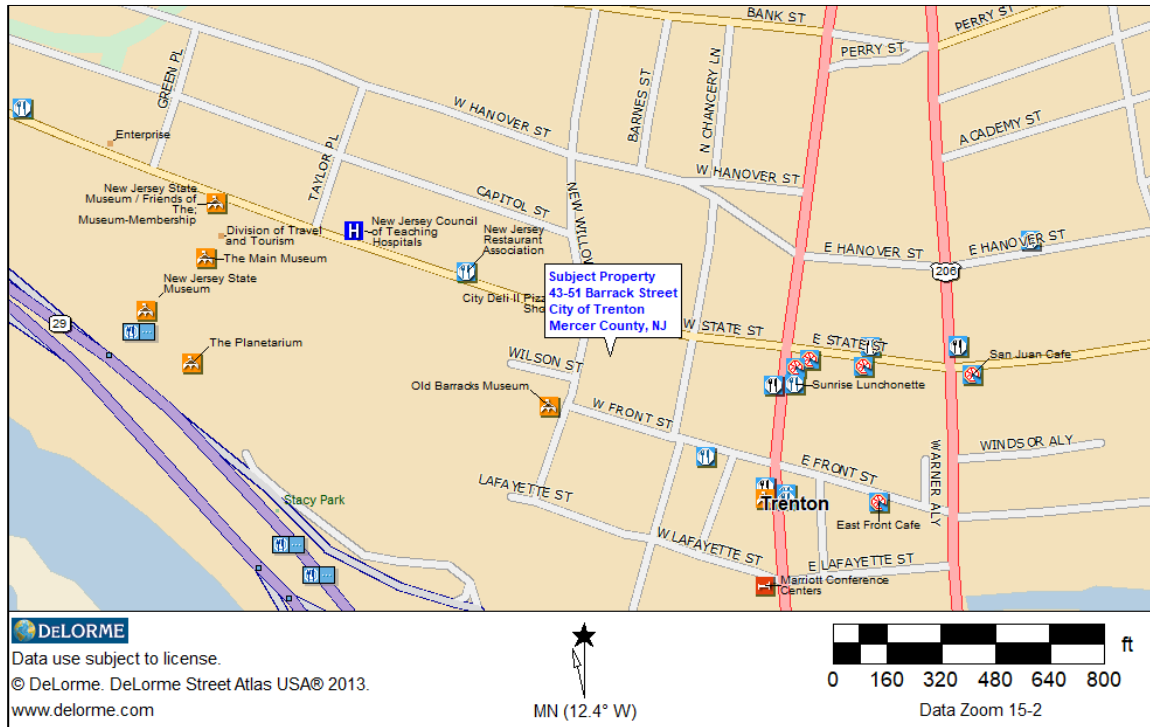 BANK ST
PERRY ST
PERRY ST
GREEN PL
BARNES ST
N CHANCERY LN
W HANOVER ST
ACADEMY ST
Enterprise
TAYLOR PL
W HANOVER ST
New Jersey State
Museum / Friends of
The;
Museum-Membership
CAPITOL ST
NEW WILLOW
H
New Jersey Council
of Teaching
Hospitals
New Jersey
Restaurant
Association
Division of Travel
and Tourism
The Main Museum
E HANOVER ST
E HANOVER ST
206
New Jersey State
Museum
Subject Property
43-51 Barrack Street
City of Trenton
Mercer County, NJ
City Deli II Pizz
Sho
29
W STATE ST
E STATE ST
The Planetarium
WILSON ST
San Juan Cafe
Old Barracks Museum
Sunrise Lunchonette
W FRONT ST
WINDSOR ALY
E FRONT ST
WARNER ALY
LAFAYETTE ST
Stacy Park
Trenton
East Front Cafe
W LAFAYETTE ST
E LAFAYETTE ST
Marriott Conference
Centers
DELORME
Data use subject to license.
© DeLorme. DeLorme Street Atlas USA® 2013.
www.delorme.com
MN (12.4° W)
ft
0 160 320 480 640 800
Data Zoom 15-2